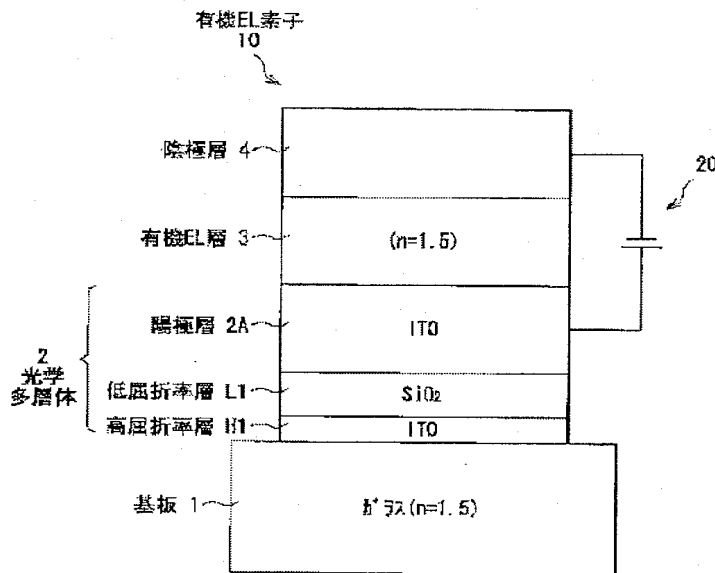 有機EL素子
10
陰極層 4
20
有機EL層 3
(n=1.5)
陽極層 2A
ITO
2
光学
多層体
低屈折率層 L1
SiO₂
高屈折率層 H1
ITO
基板 1
ガラス(n=1.5)